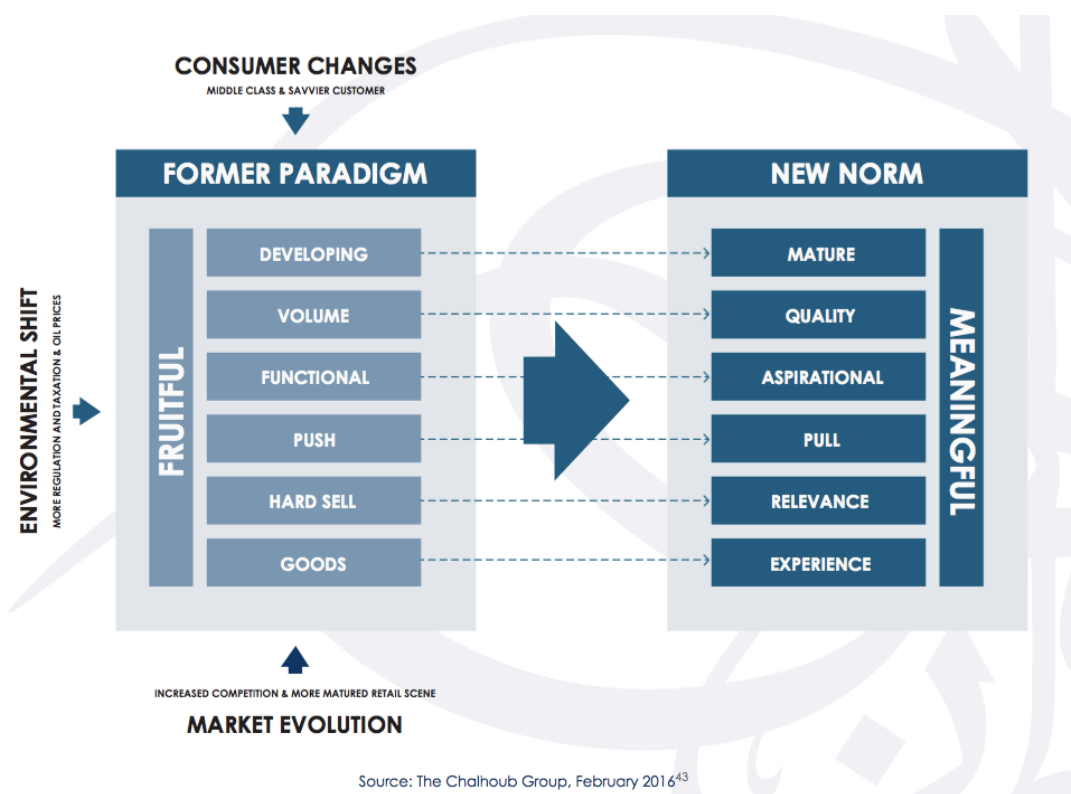 CONSUMER CHANGES
MIDDLE CLASS & SAVVIER CUSTOMER
FORMER PARADIGM
NEW NORM
ENVIRONMENTAL SHIFT
MORE REGULATION AND TAXATION & OIL PRICES
FRUITFUL
DEVELOPING
VOLUME
FUNCTIONAL
PUSH
HARD SELL
GOODS
MATURE
QUALITY
ASPIRATIONAL
PULL
RELEVANCE
EXPERIENCE
MEANINGFUL
INCREASED COMPETITION & MORE MATURED RETAIL SCENE
MARKET EVOLUTION
Source: The Chalhoub Group, February 2016⁴³